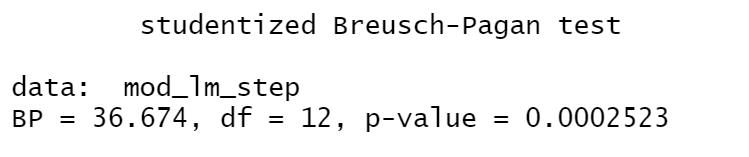 studentized Breusch-Pagan test
data:  mod_lm_step
BP = 36.674, df = 12, p-value = 0.0002523